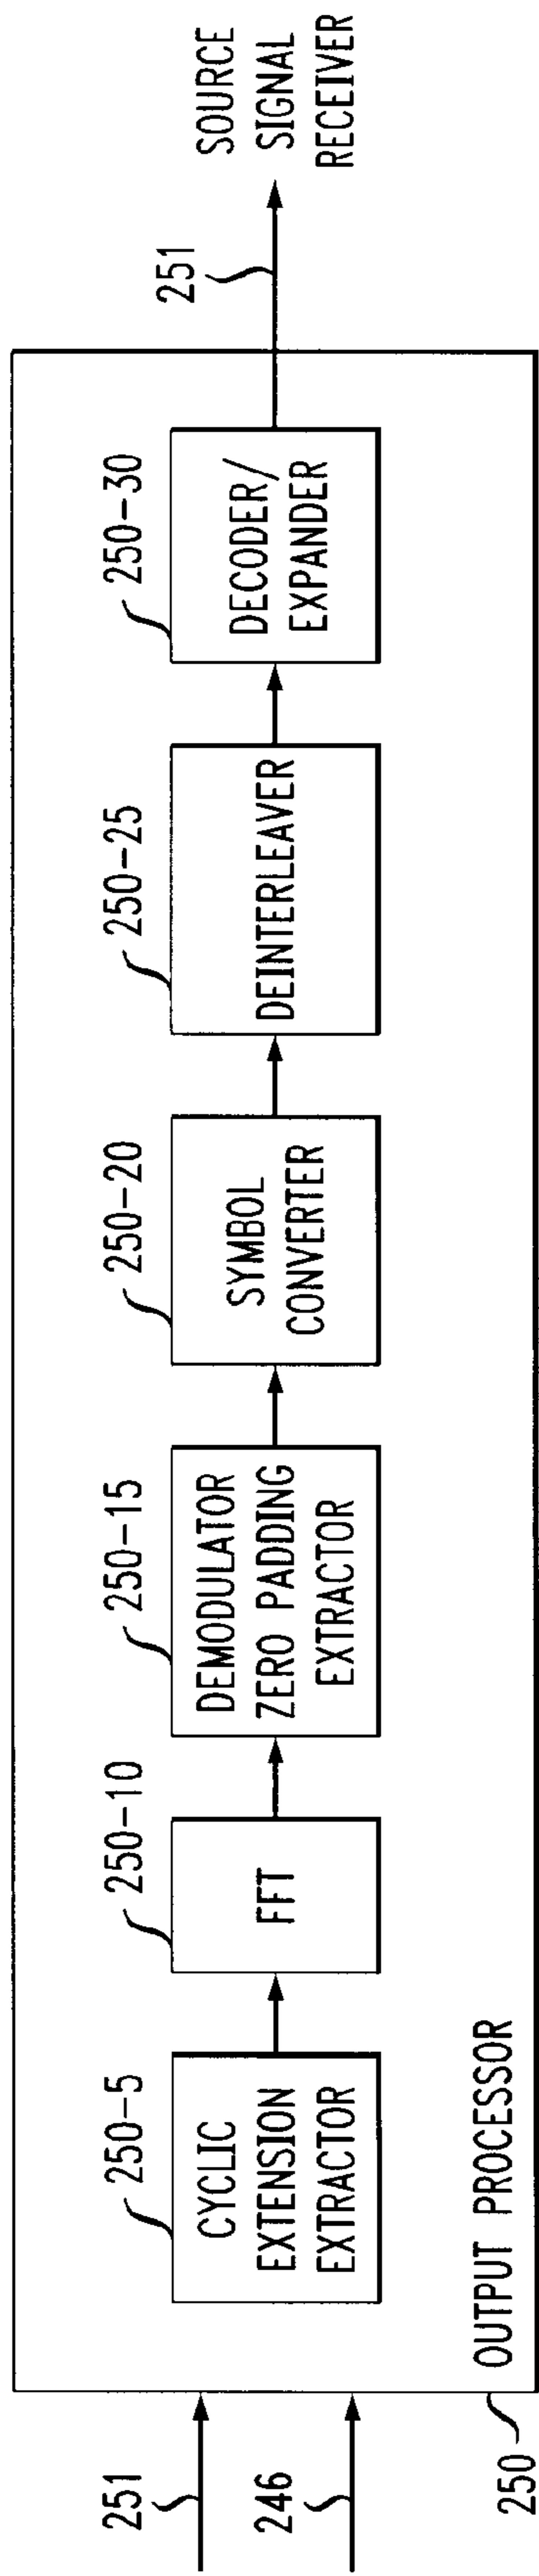 251
246
250
OUTPUT PROCESSOR
250-5
CYCLIC
EXTENSION
EXTRACTOR
250-10
FFT
250-15
DEMODULATOR
ZERO PADDING
EXTRACTOR
250-20
SYMBOL
CONVERTER
250-25
DEINTERLEAVER
250-30
DECODER/
EXPANDER
251
SOURCE
SIGNAL
RECEIVER